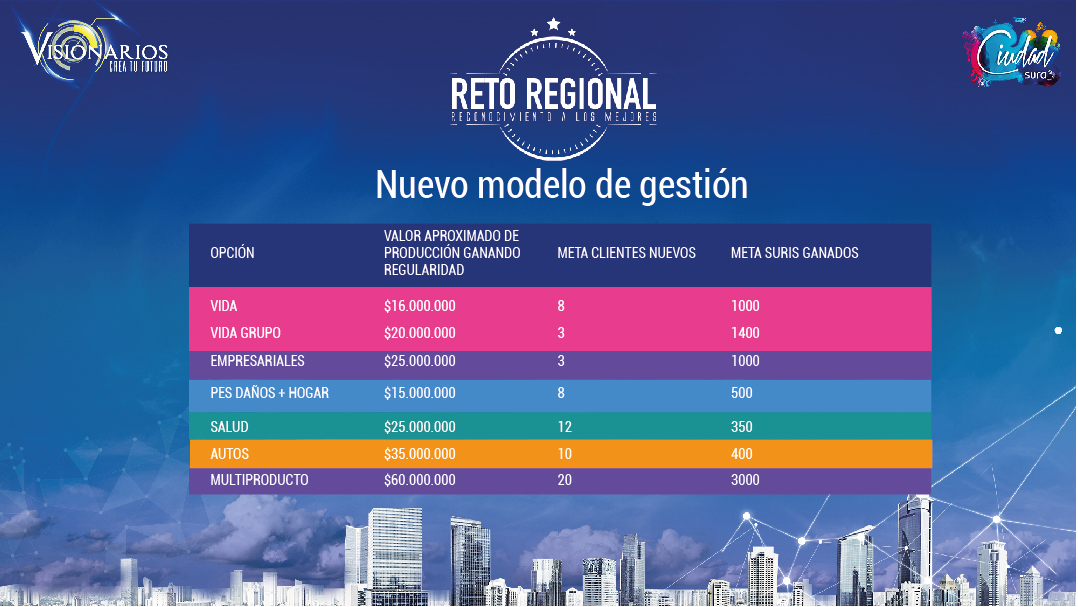 VISIONARIOS
CREA TU FUTURO
Ciudad
sura
RETO REGIONAL
RECONOCIVIENTO A LOS MEJORES
Nuevo modelo de gestión
OPCIÓN
VALOR APROXIMADO DE
PRODUCCIÓN GANANDO
REGULARIDAD
META CLIENTES NUEVOS
META SURIS GANADOS
VIDA $16.000.000 8 1000
VIDA GRUPO $20.000.000 3 1400
EMPRESARIALES $25.000.000 3 1000
PES DAÑOS + HOGAR $15.000.000 8 500
SALUD $25.000.000 12 350
AUTOS $35.000.000 10 400
MULTIPRODUCTO $60.000.000 20 3000